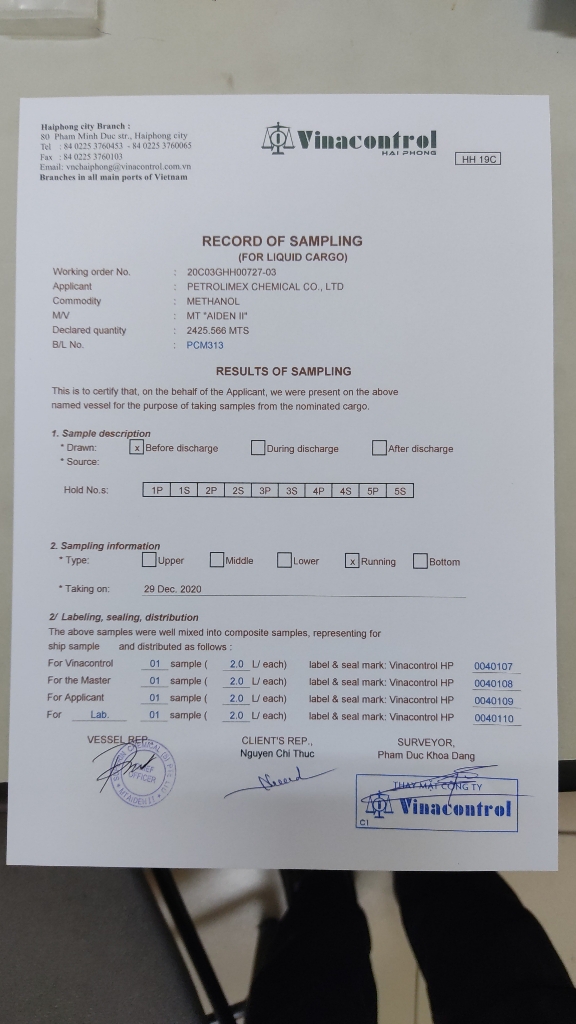 Haiphong city Branch :
80 Pham Minh Duc str., Haiphong city
Tel : 84 0225 3760453 - 84 0225 3760065
Fax : 84 0225 3760103
Email: vnchaiphong@vinacontrol.com.vn
Branches in all main ports of Vietnam
Vinacontrol
HAI PHONG
HH 19C
RECORD OF SAMPLING
(FOR LIQUID CARGO)
Working order No. : 20C03GHH00727-03
Applicant : PETROLIMEX CHEMICAL CO., LTD
Commodity : METHANOL
M/V : MT "AIDEN II"
Declared quantity : 2425.566 MTS
B/L No. : PCM313
RESULTS OF SAMPLING
This is to certify that, on the behalf of the Applicant, we were present on the above
named vessel for the purpose of taking samples from the nominated cargo.
1. Sample description
* Drawn: x Before discharge During discharge After discharge
* Source:
Hold No.s: 1P 1S 2P 2S 3P 3S 4P 4S 5P 5S
2. Sampling information
* Type: Upper Middle Lower x Running Bottom
* Taking on: 29 Dec. 2020
2/ Labeling, sealing, distribution
The above samples were well mixed into composite samples, representing for
ship sample and distributed as follows :
For Vinacontrol 01 sample ( 2.0 L/ each) label & seal mark: Vinacontrol HP 0040107
For the Master 01 sample ( 2.0 L/ each) label & seal mark: Vinacontrol HP 0040108
For Applicant 01 sample ( 2.0 L/ each) label & seal mark: Vinacontrol HP 0040109
For Lab. 01 sample ( 2.0 L/ each) label & seal mark: Vinacontrol HP 0040110
VESSEL REP. CLIENT'S REP., SURVEYOR,
Nguyen Chi Thuc Pham Duc Khoa Dang
CHIEF
OFFICER
MT AIDEN II
THAY MẶT CÔNG TY
Vinacontrol
C1